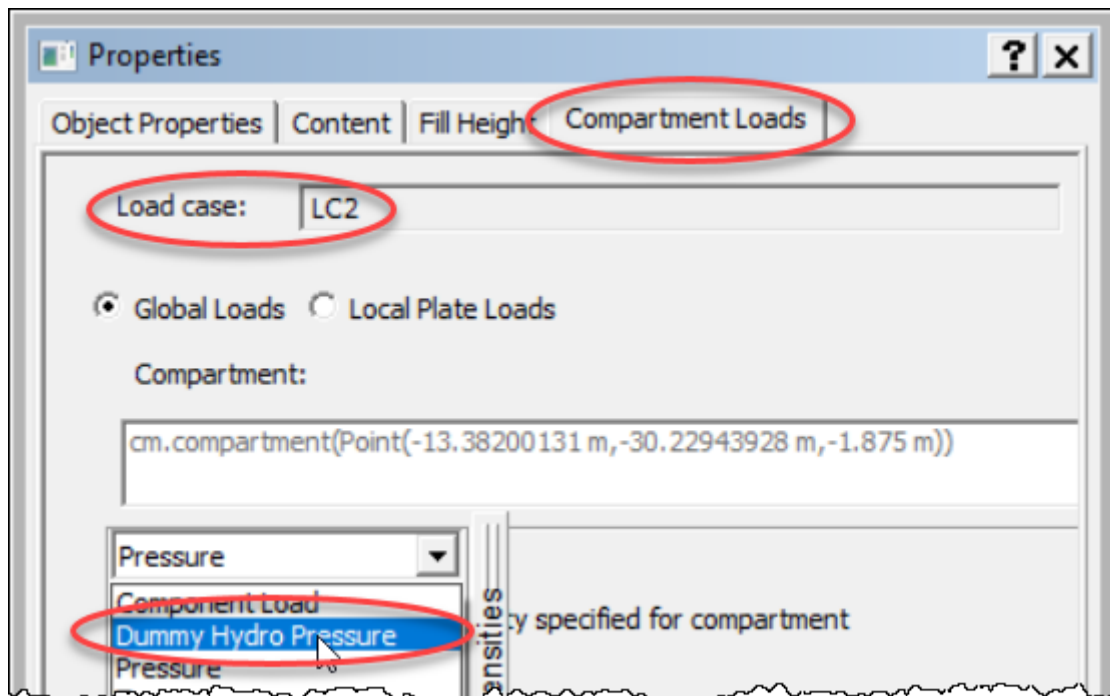 Properties
? ×
Object Properties Content Fill Height Compartment Loads
Load case: LC2
Global Loads Local Plate Loads
Compartment:
cm.compartment(Point(-13.38200131 m,-30.22943928 m,-1.875 m))
Pressure
Component Load
Dummy Hydro Pressure
ty specified for compartment
Pressure
ensities